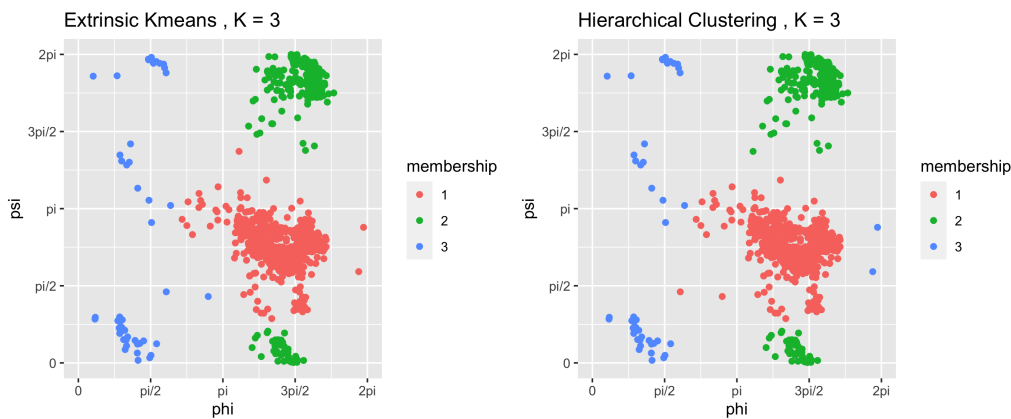 Extrinsic Kmeans , K = 3
2pi
3pi/2
pi
pi/2
0
psi
0 pi/2 pi 3pi/2 2pi
phi
membership
1
2
3
Hierarchical Clustering , K = 3
2pi
3pi/2
pi
pi/2
0
psi
0 pi/2 pi 3pi/2 2pi
phi
membership
1
2
3